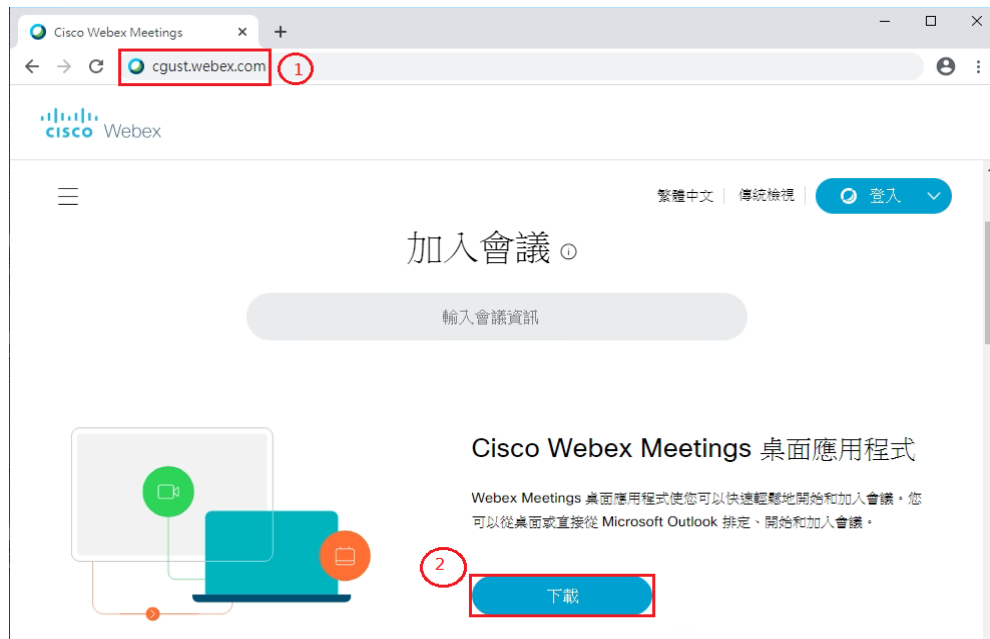 Cisco Webex Meetings
cgust.webex.com
1
cisco Webex
繁體中文 傳統檢視 登入
加入會議
輸入會議資訊
Cisco Webex Meetings 桌面應用程式
Webex Meetings 桌面應用程式使您可以快速輕鬆地開始和加入會議。您
可以從桌面或直接從 Microsoft Outlook 排定、開始和加入會議。
2
下載